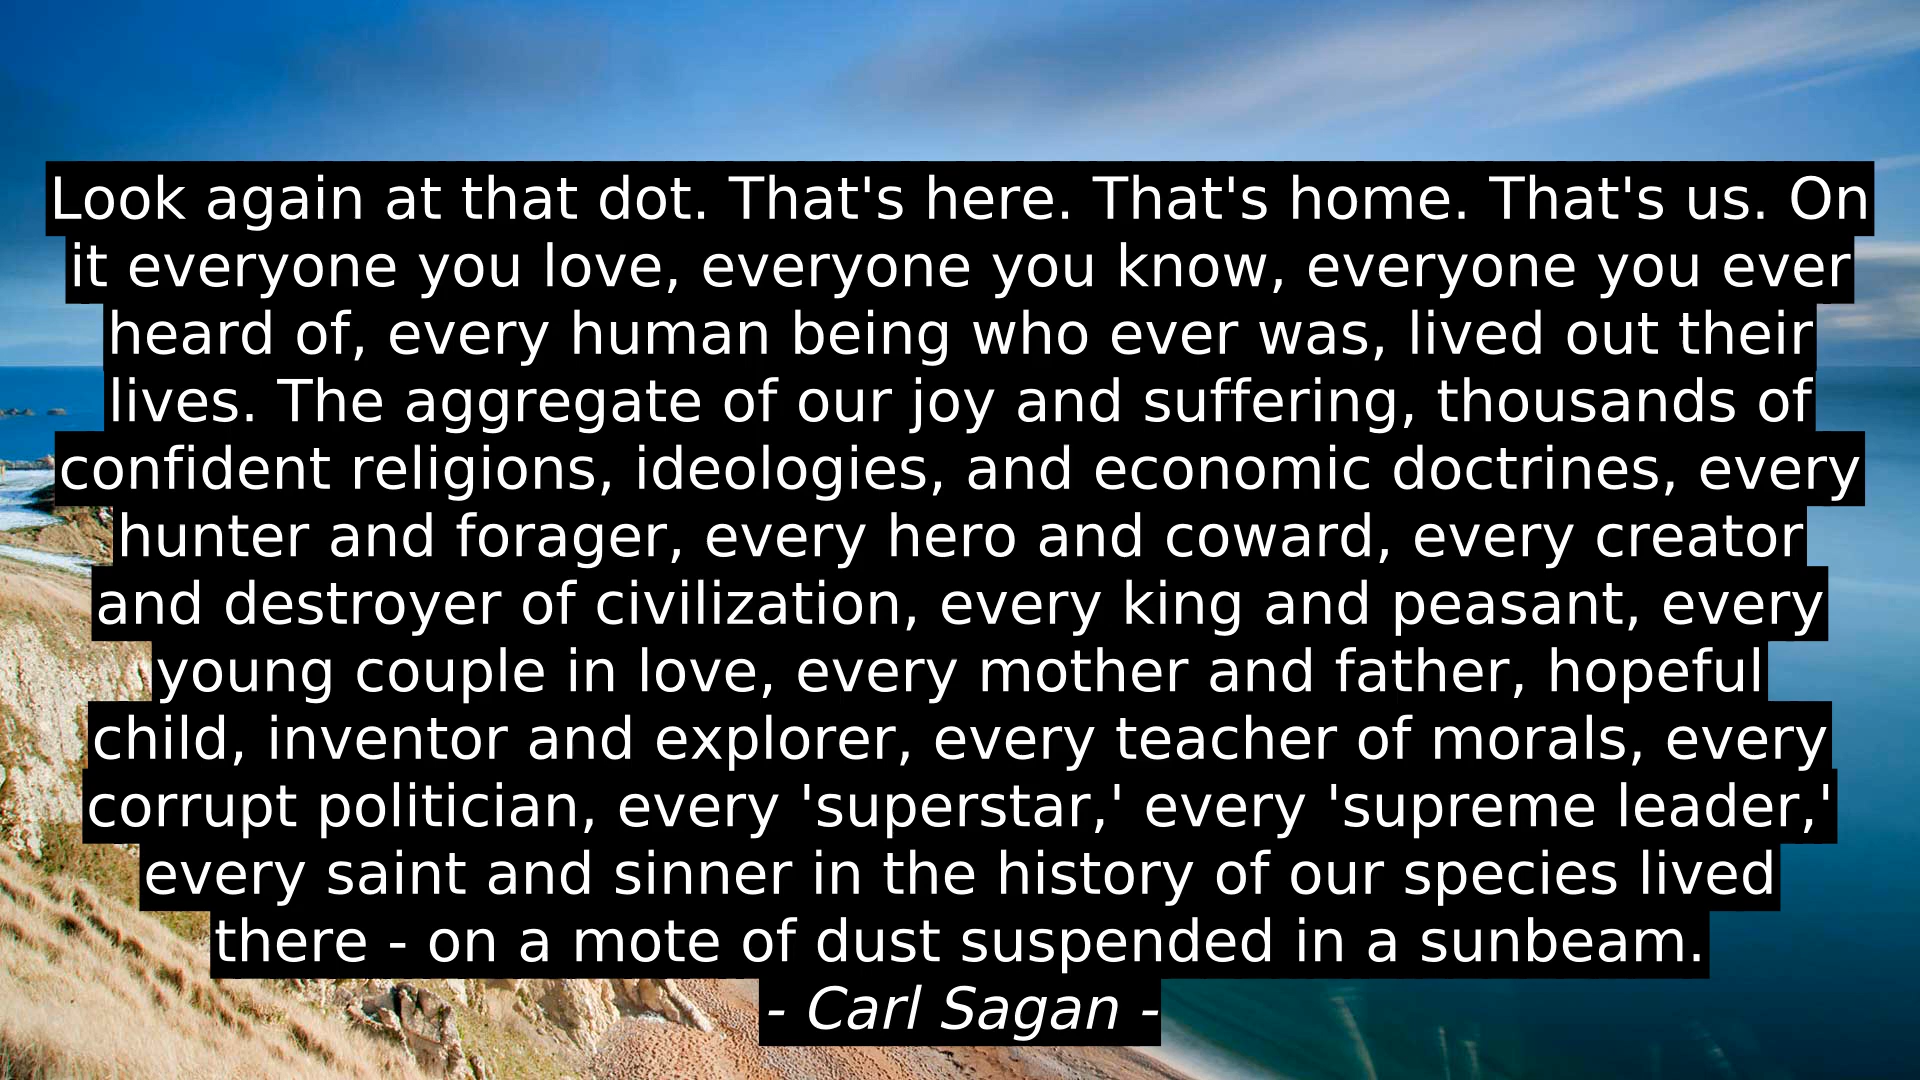 Look again at that dot. That's here. That's home. That's us. On
it everyone you love, everyone you know, everyone you ever
heard of, every human being who ever was, lived out their
lives. The aggregate of our joy and suffering, thousands of
confident religions, ideologies, and economic doctrines, every
hunter and forager, every hero and coward, every creator
and destroyer of civilization, every king and peasant, every
young couple in love, every mother and father, hopeful
child, inventor and explorer, every teacher of morals, every
corrupt politician, every 'superstar,' every 'supreme leader,'
every saint and sinner in the history of our species lived
there - on a mote of dust suspended in a sunbeam.
- Carl Sagan -